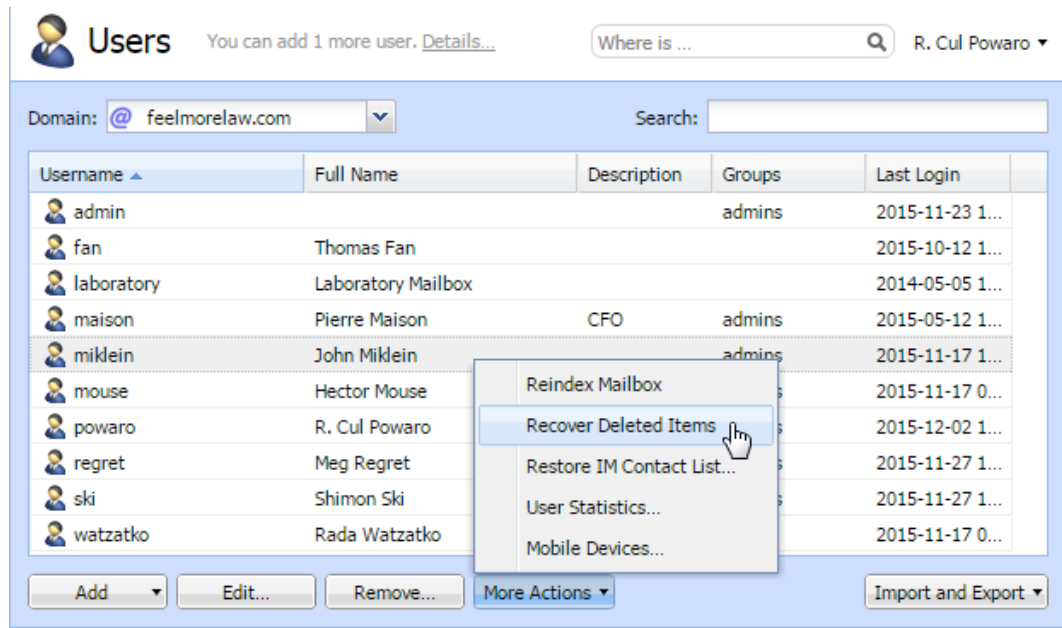 Users You can add 1 more user. Details... Where is ... R. Cul Powaro
Domain: @ feelmorelaw.com Search:
Username Full Name Description Groups Last Login
admin admins 2015-11-23 1...
fan Thomas Fan 2015-10-12 1...
laboratory Laboratory Mailbox 2014-05-05 1...
maison Pierre Maison CFO admins 2015-05-12 1...
miklein John Miklein admins 2015-11-17 1...
mouse Hector Mouse 2015-11-17 0...
powaro R. Cul Powaro 2015-12-02 1...
regret Meg Regret 2015-11-27 1...
ski Shimon Ski 2015-11-27 1...
watzatko Rada Watzatko 2015-11-17 0...
Reindex Mailbox
Recover Deleted Items
Restore IM Contact List...
User Statistics...
Mobile Devices...
Add Edit... Remove... More Actions Import and Export